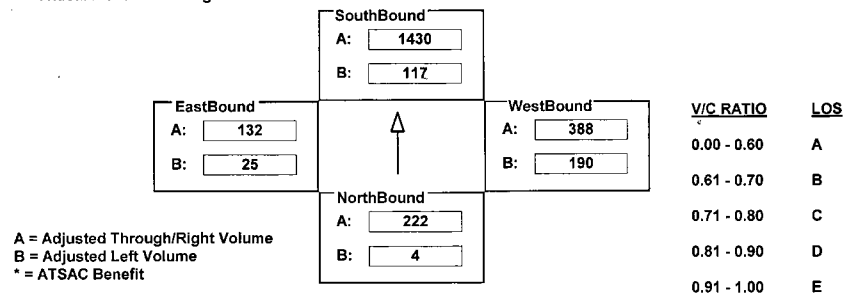 SouthBound
A: 1430
B: 117
EastBound
A: 132
B: 25
WestBound
A: 388
B: 190
NorthBound
A: 222
B: 4
A = Adjusted Through/Right Volume
B = Adjusted Left Volume
* = ATSAC Benefit
V/C RATIO LOS
0.00 - 0.60 A
0.61 - 0.70 B
0.71 - 0.80 C
0.81 - 0.90 D
0.91 - 1.00 E